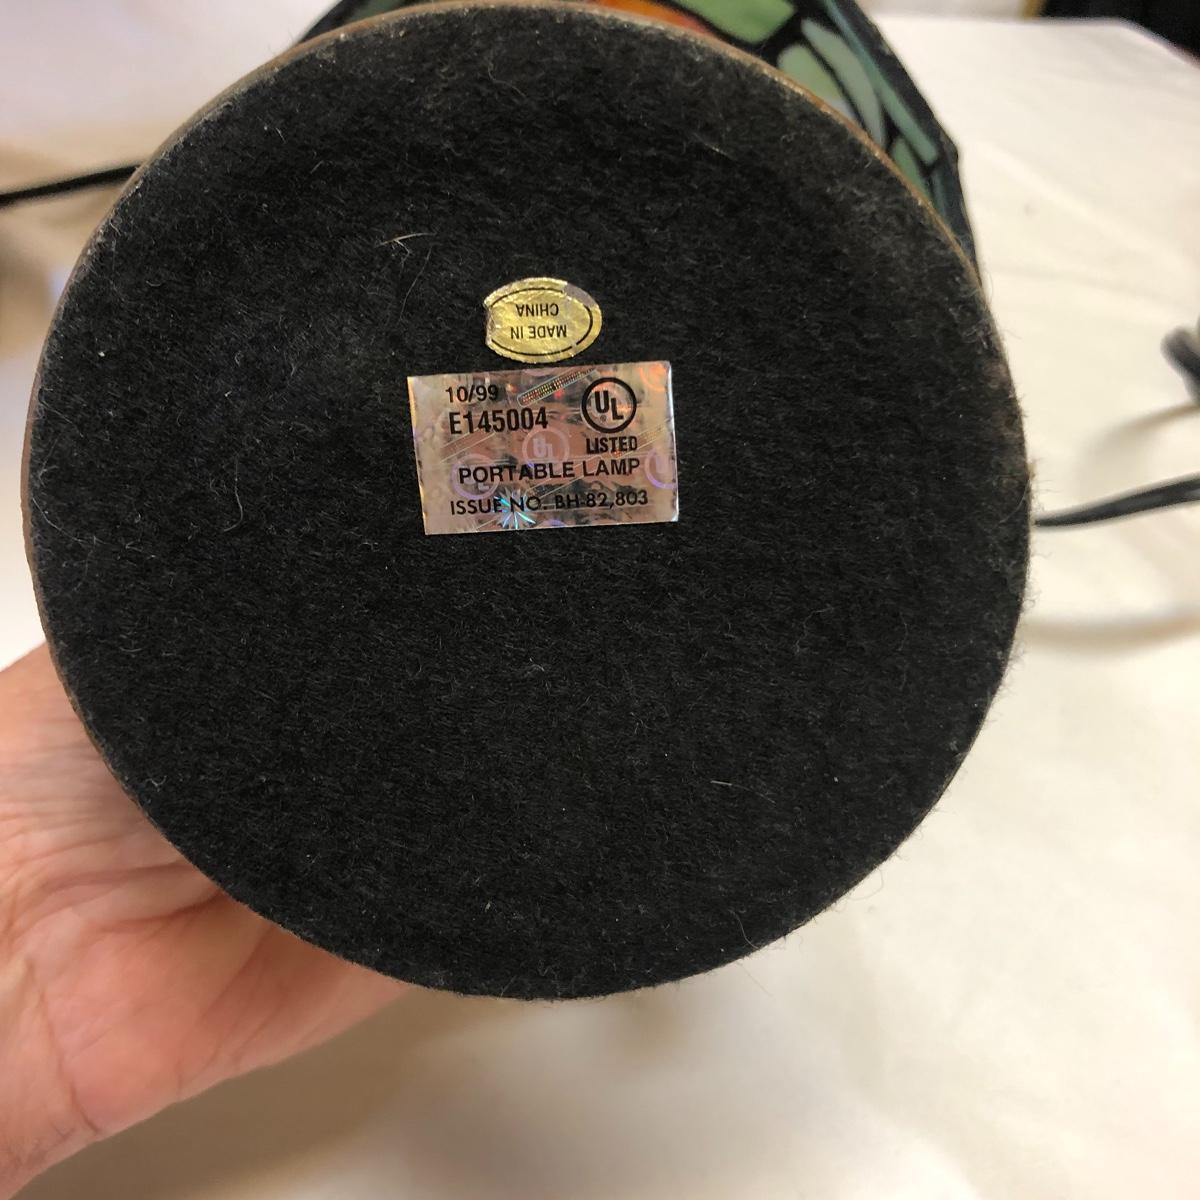 MADE IN
CHINA
10/99
E145004
UL
LISTED
PORTABLE LAMP
ISSUE NO. BH-82,803